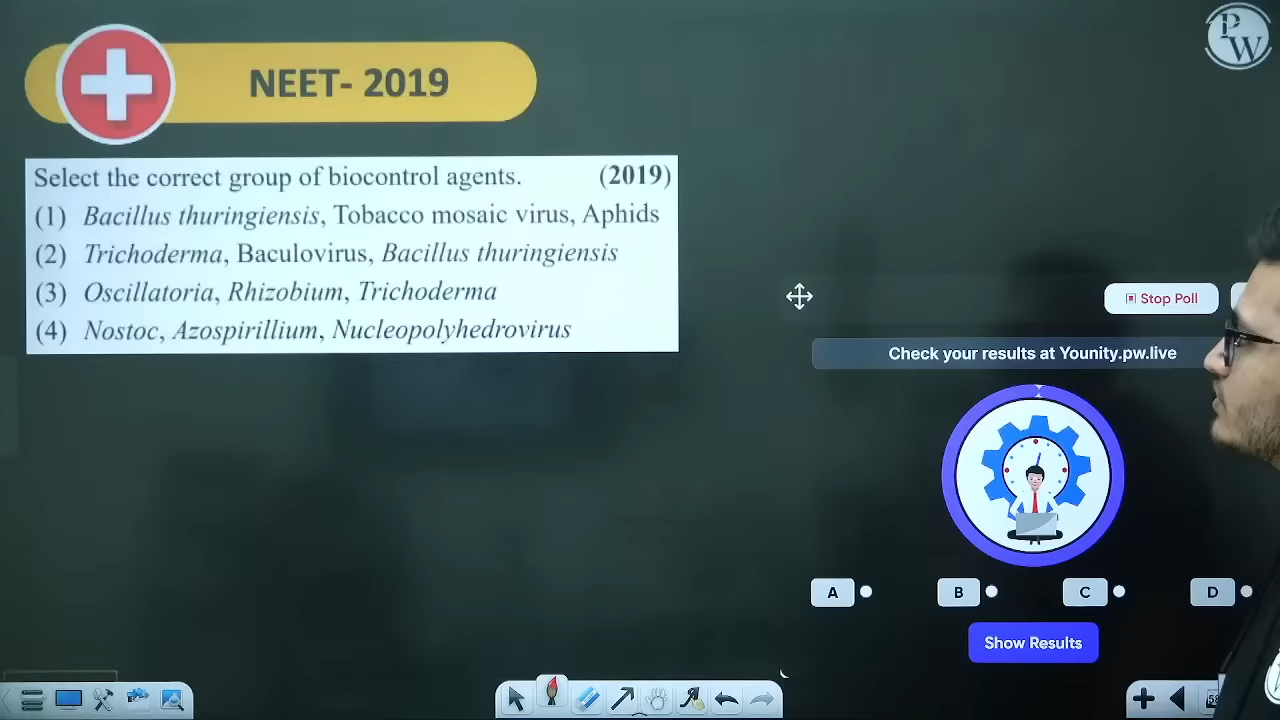 NEET- 2019
PW
Select the correct group of biocontrol agents. (2019)
(1) Bacillus thuringiensis, Tobacco mosaic virus, Aphids
(2) Trichoderma, Baculovirus, Bacillus thuringiensis
(3) Oscillatoria, Rhizobium, Trichoderma
(4) Nostoc, Azospirillium, Nucleopolyhedrovirus
Stop Poll
Check your results at Younity.pw.live
A B C D
Show Results